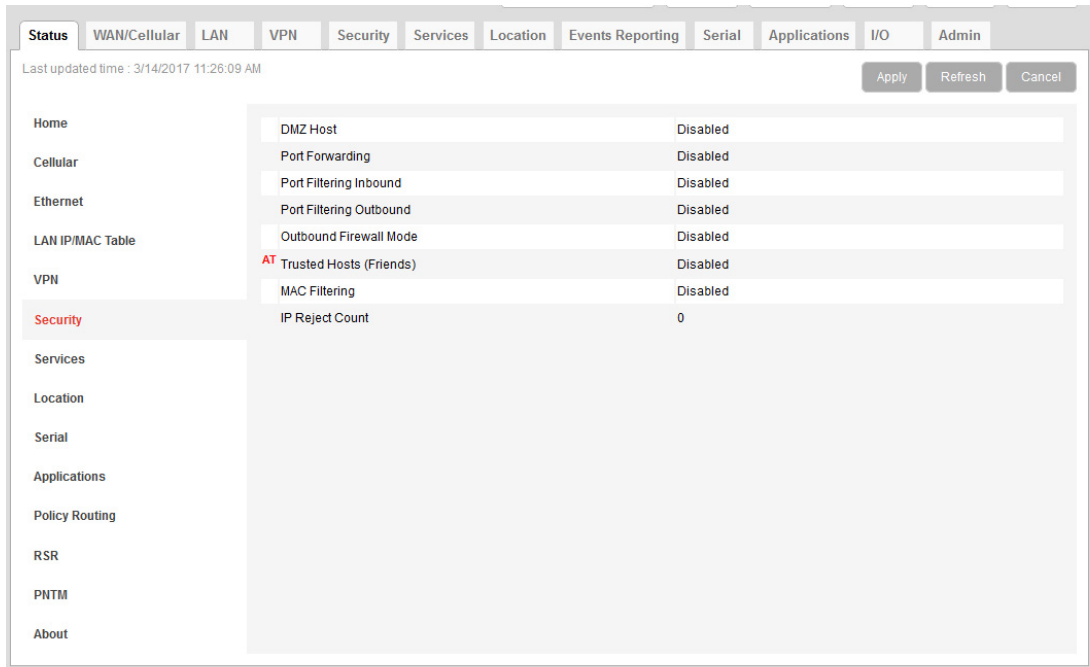 Status WAN/Cellular LAN VPN Security Services Location Events Reporting Serial Applications I/O Admin
Last updated time : 3/14/2017 11:26:09 AM
Apply Refresh Cancel
Home
Cellular
Ethernet
LAN IP/MAC Table
VPN
Security
Services
Location
Serial
Applications
Policy Routing
RSR
PNTM
About
DMZ Host Disabled
Port Forwarding Disabled
Port Filtering Inbound Disabled
Port Filtering Outbound Disabled
Outbound Firewall Mode Disabled
AT Trusted Hosts (Friends) Disabled
MAC Filtering Disabled
IP Reject Count 0